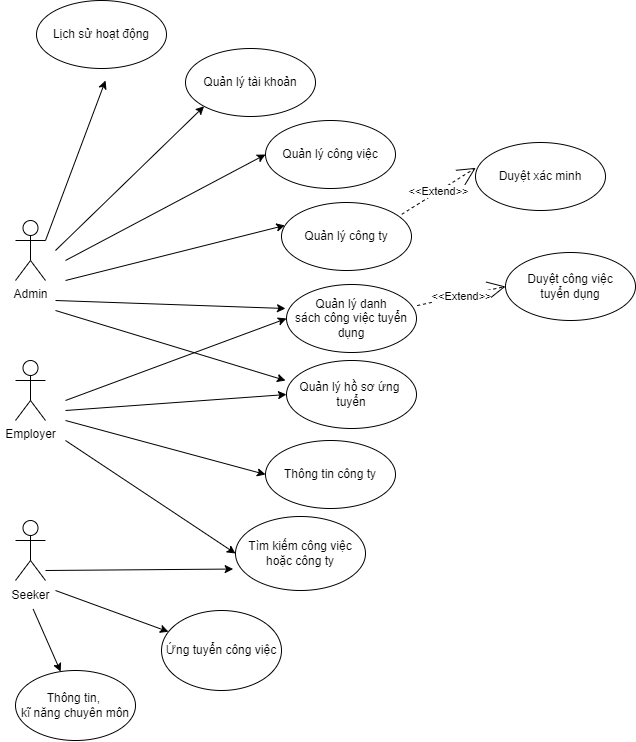 Lịch sử hoạt động
Quản lý tài khoản
Quản lý công việc
<<Extend>>
Duyệt xác minh
Quản lý công ty
Admin
Quản lý danh
sách công việc tuyển
dụng
<<Extend>>
Duyệt công việc
tuyển dụng
Quản lý hồ sơ ứng
tuyển
Employer
Thông tin công ty
Tìm kiếm công việc
hoặc công ty
Seeker
Ứng tuyển công việc
Thông tin,
kĩ năng chuyên môn